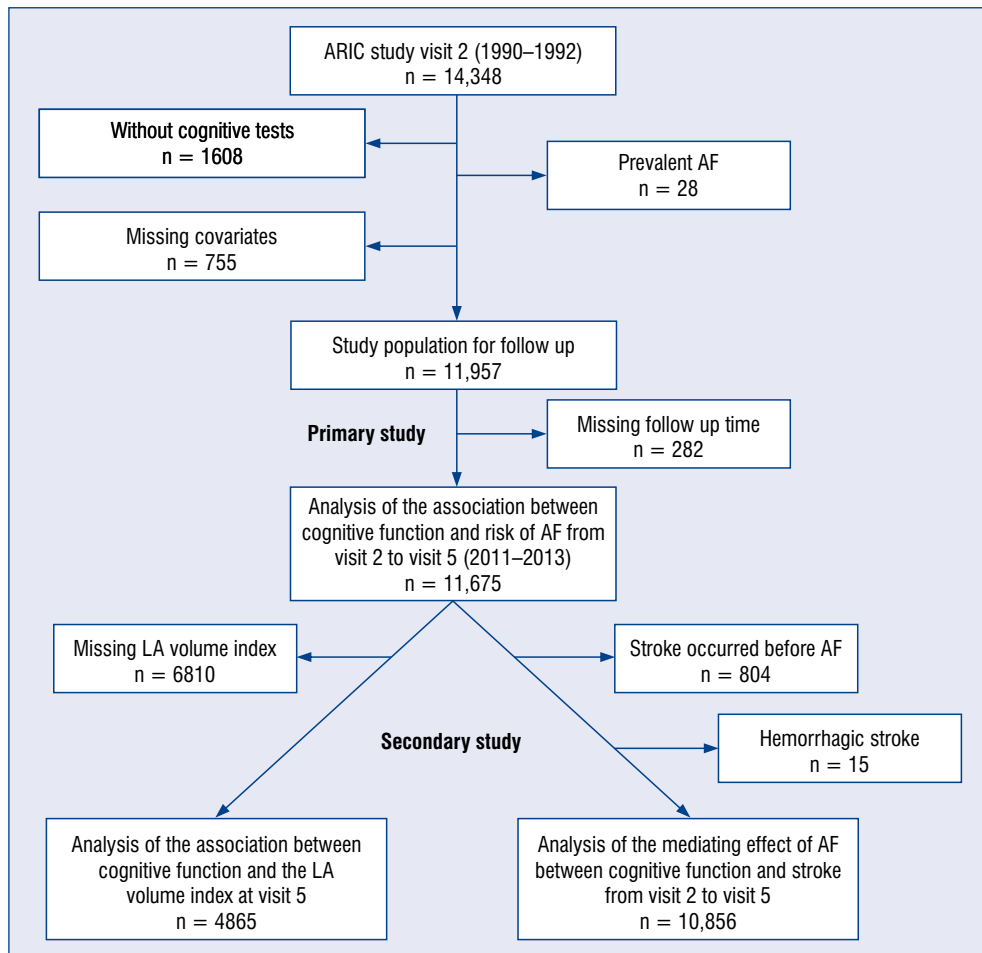 ARIC study visit 2 (1990–1992)
n = 14,348
Without cognitive tests
n = 1608
Prevalent AF
n = 28
Missing covariates
n = 755
Study population for follow up
n = 11,957
Primary study
Missing follow up time
n = 282
Analysis of the association between
cognitive function and risk of AF from
visit 2 to visit 5 (2011–2013)
n = 11,675
Missing LA volume index
n = 6810
Stroke occurred before AF
n = 804
Secondary study
Hemorrhagic stroke
n = 15
Analysis of the association between
cognitive function and the LA
volume index at visit 5
n = 4865
Analysis of the mediating effect of AF
between cognitive function and stroke
from visit 2 to visit 5
n = 10,856